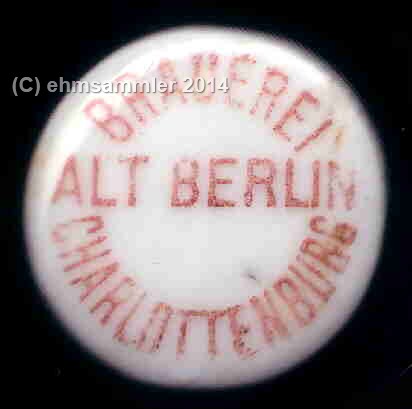 (C) ehmsammler 2014
BRAUEREI
ALT BERLIN
CHARLOTTENBURG